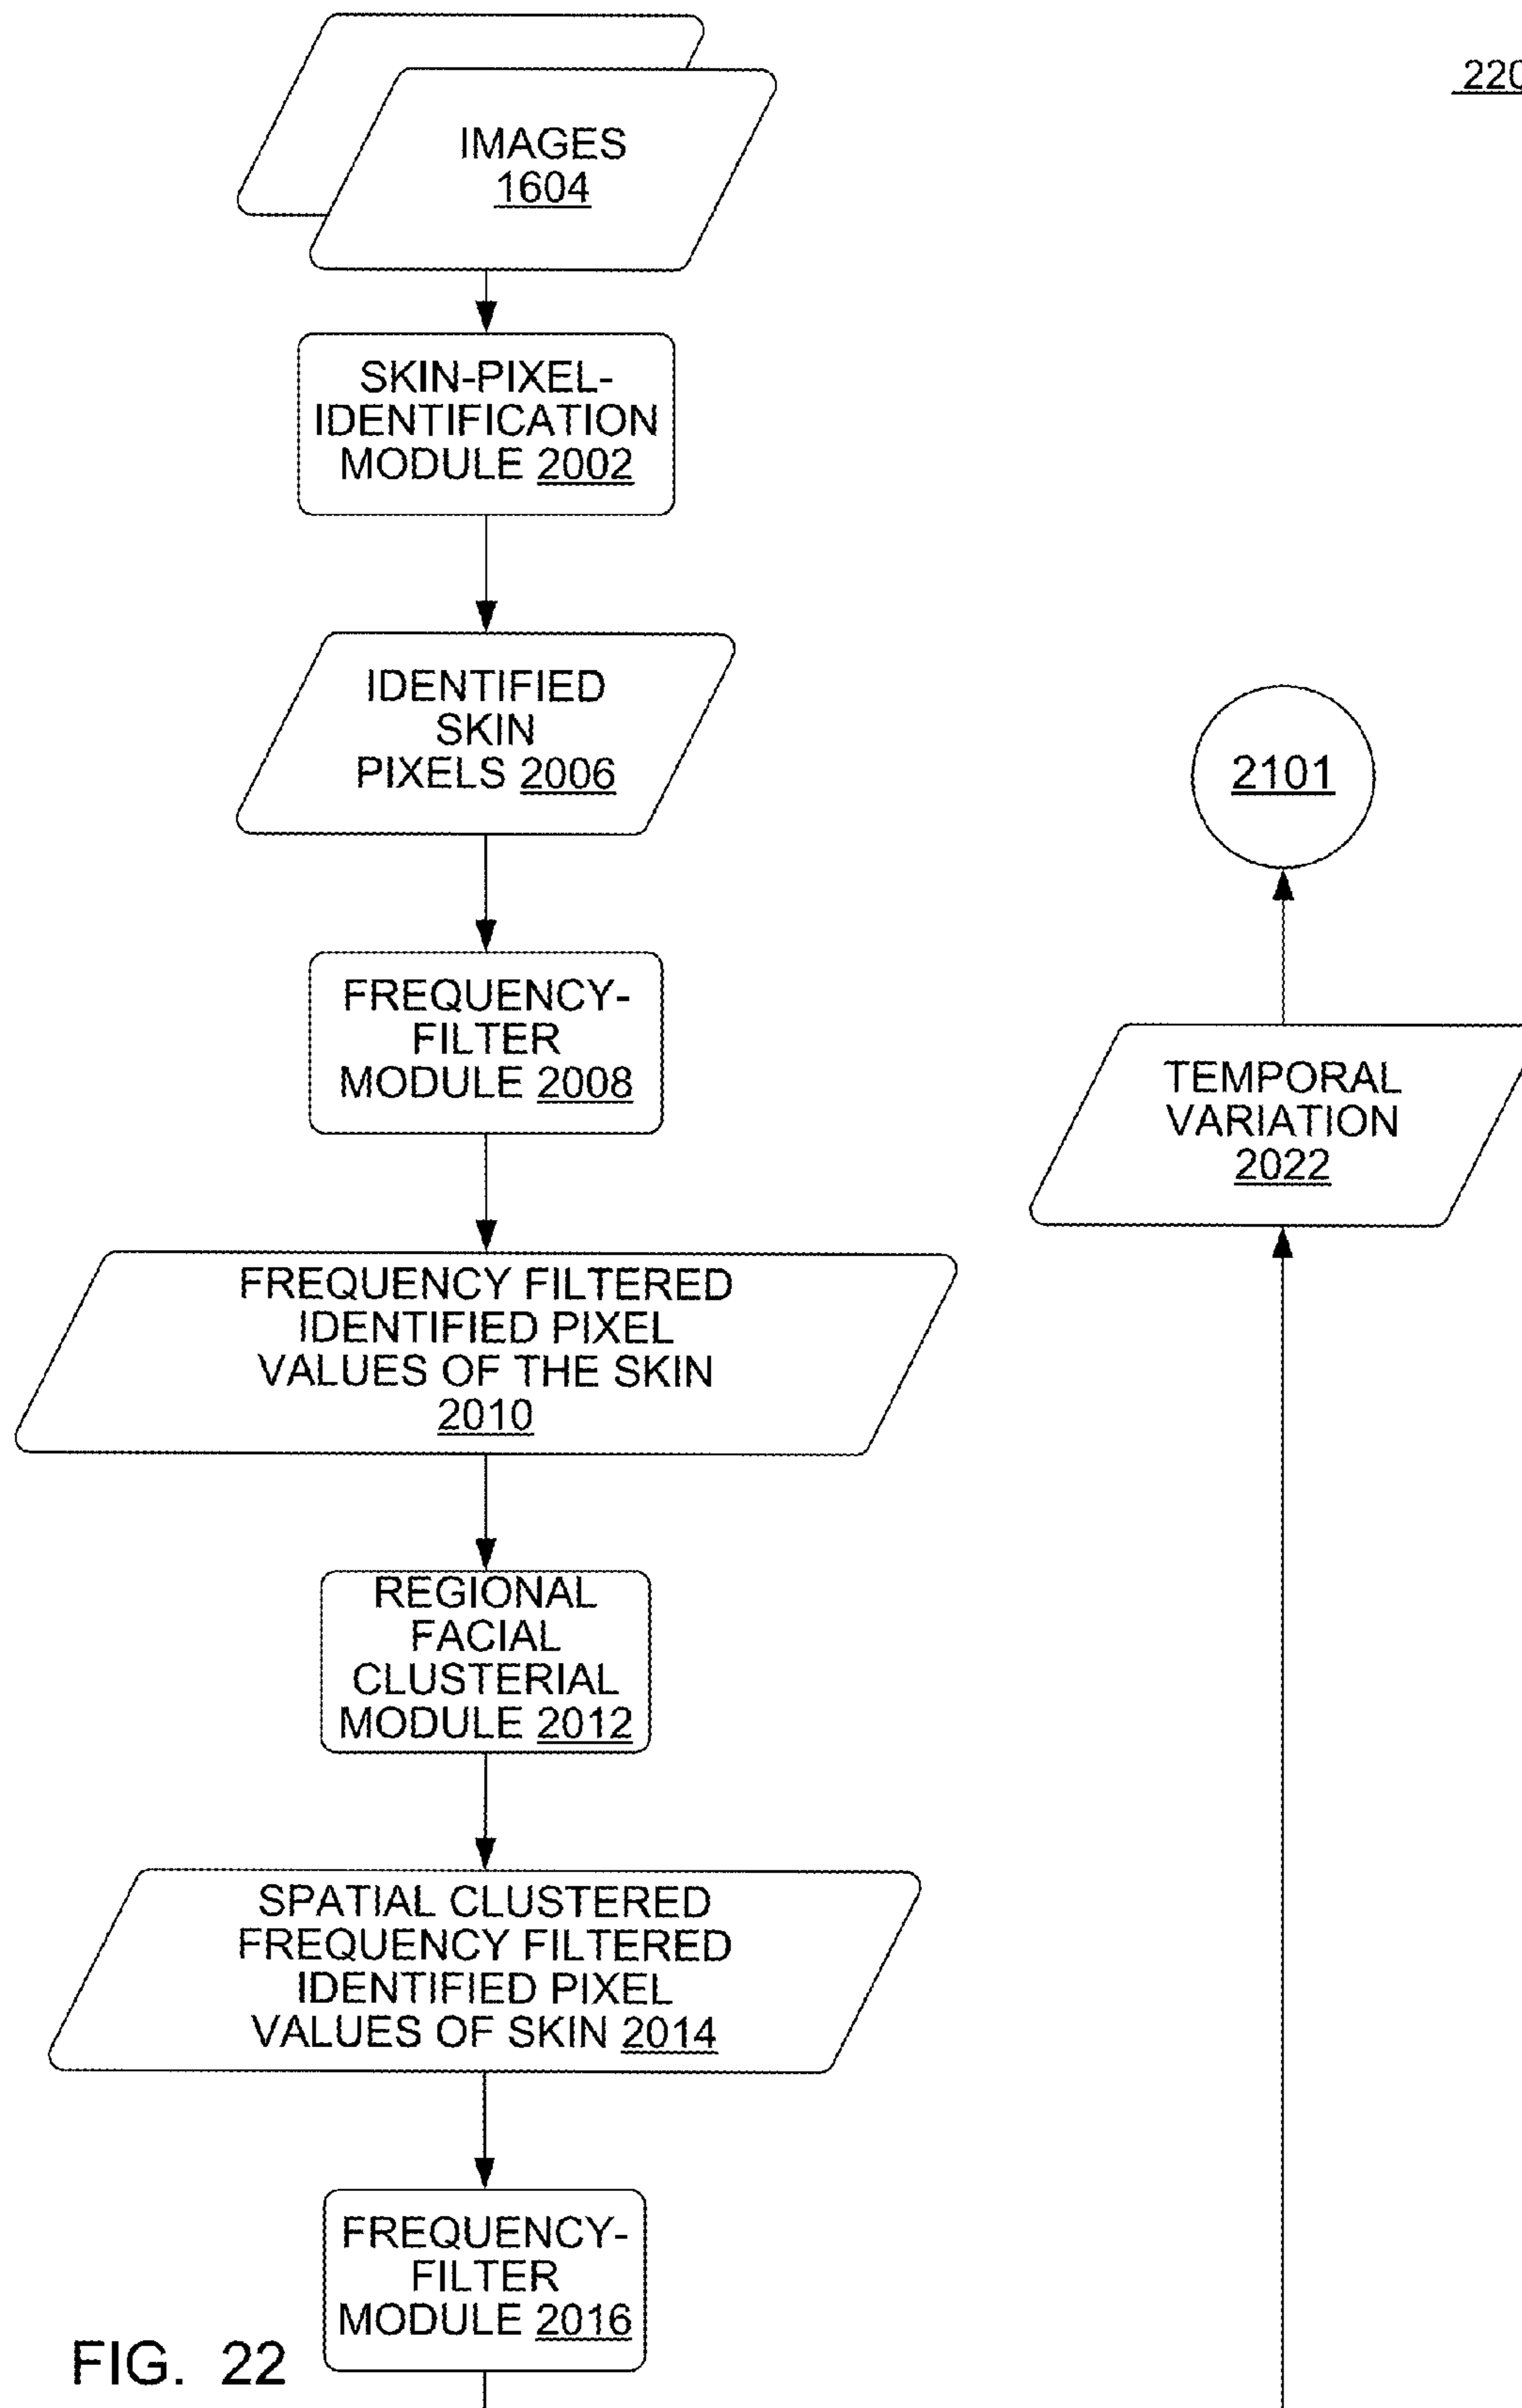 220
IMAGES
1604
SKIN-PIXEL-
IDENTIFICATION
MODULE 2002
IDENTIFIED
SKIN
PIXELS 2006
FREQUENCY-
FILTER
MODULE 2008
FREQUENCY FILTERED
IDENTIFIED PIXEL
VALUES OF THE SKIN
2010
REGIONAL
FACIAL
CLUSTERIAL
MODULE 2012
SPATIAL CLUSTERED
FREQUENCY FILTERED
IDENTIFIED PIXEL
VALUES OF SKIN 2014
FREQUENCY-
FILTER
MODULE 2016
2101
TEMPORAL
VARIATION
2022
FIG. 22